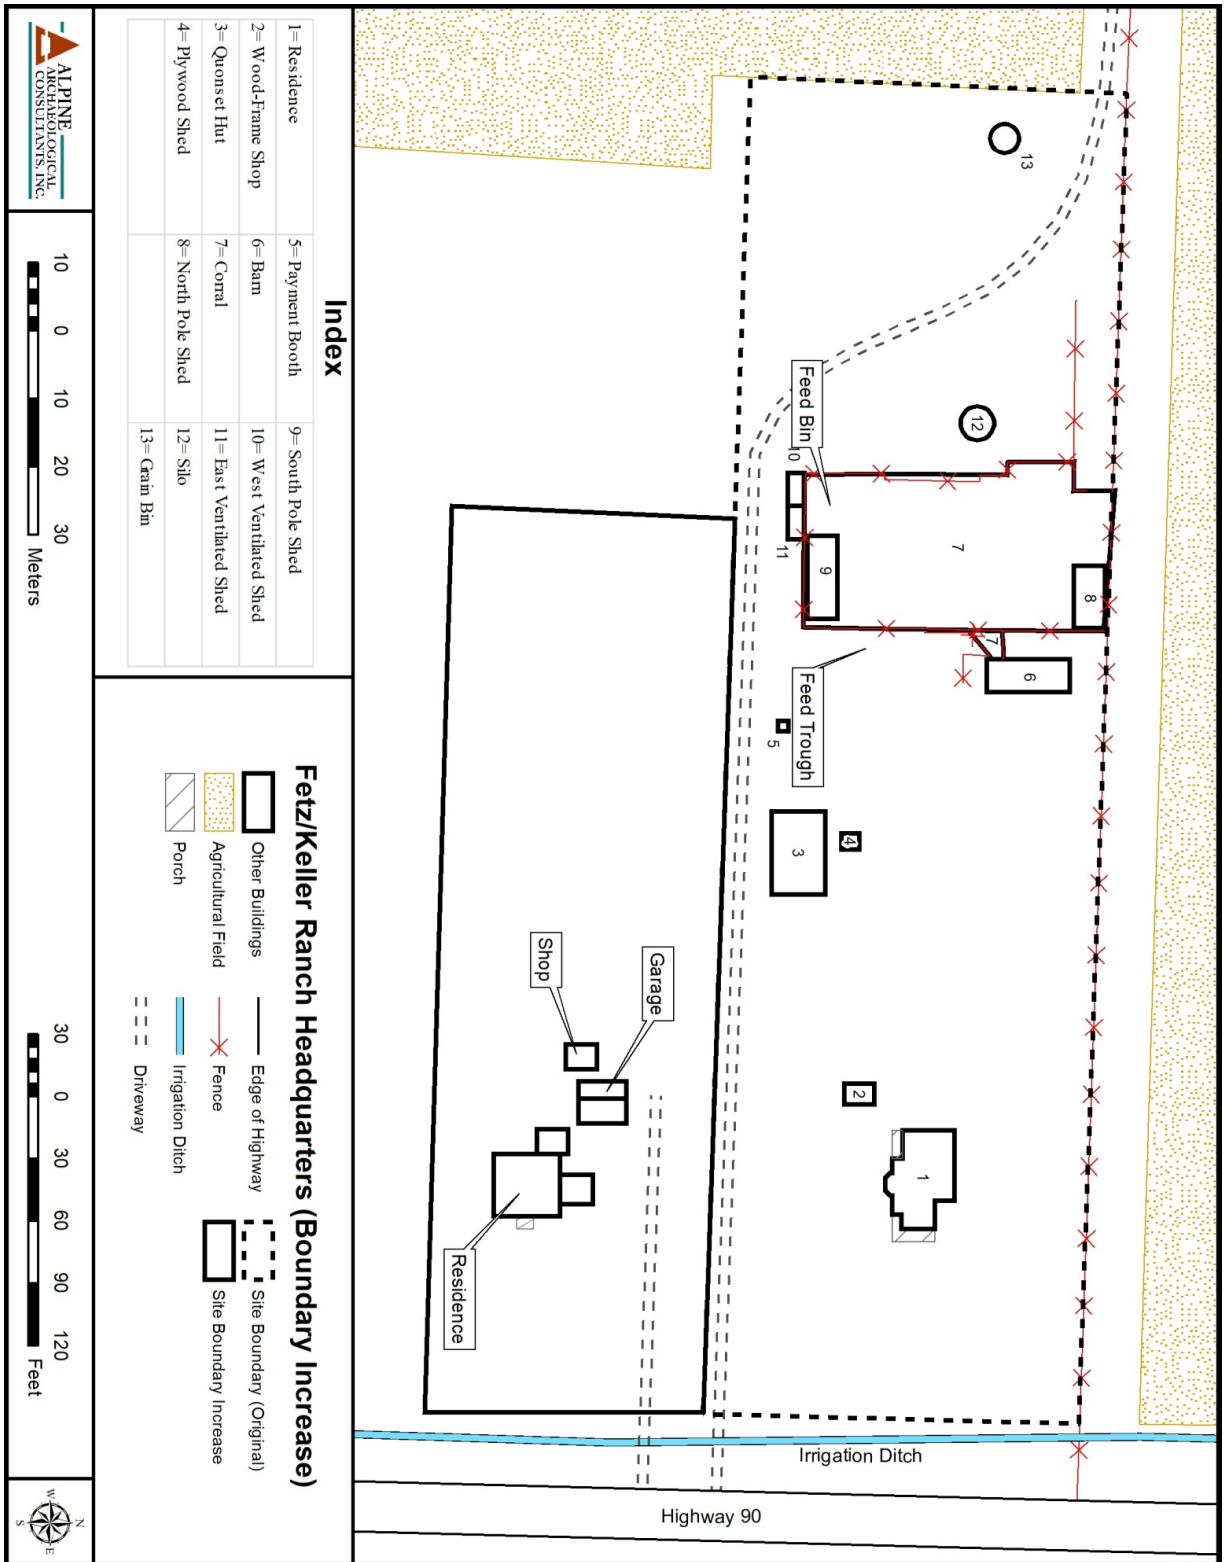 13
12
Feed Bin
10
11
7
9
8
7
6
Feed Trough
5
4
3
Shop
Garage
2
1
Residence
Irrigation Ditch
Highway 90
Index
1= Residence
2= Wood-Frame Shop
3= Quonset Hut
4= Plywood Shed
5= Payment Booth
6= Barn
7= Corral
8= North Pole Shed
9= South Pole Shed
10= West Ventilated Shed
11= East Ventilated Shed
12= Silo
13= Grain Bin
Fetz/Keller Ranch Headquarters (Boundary Increase)
Other Buildings
Agricultural Field
Porch
Edge of Highway
Fence
Irrigation Ditch
Driveway
Site Boundary (Original)
Site Boundary Increase
ALPINE
ARCHAEOLOGICAL
CONSULTANTS, INC.
10 0 10 20 30
Meters
30 0 30 60 90 120
Feet
N
W E
S